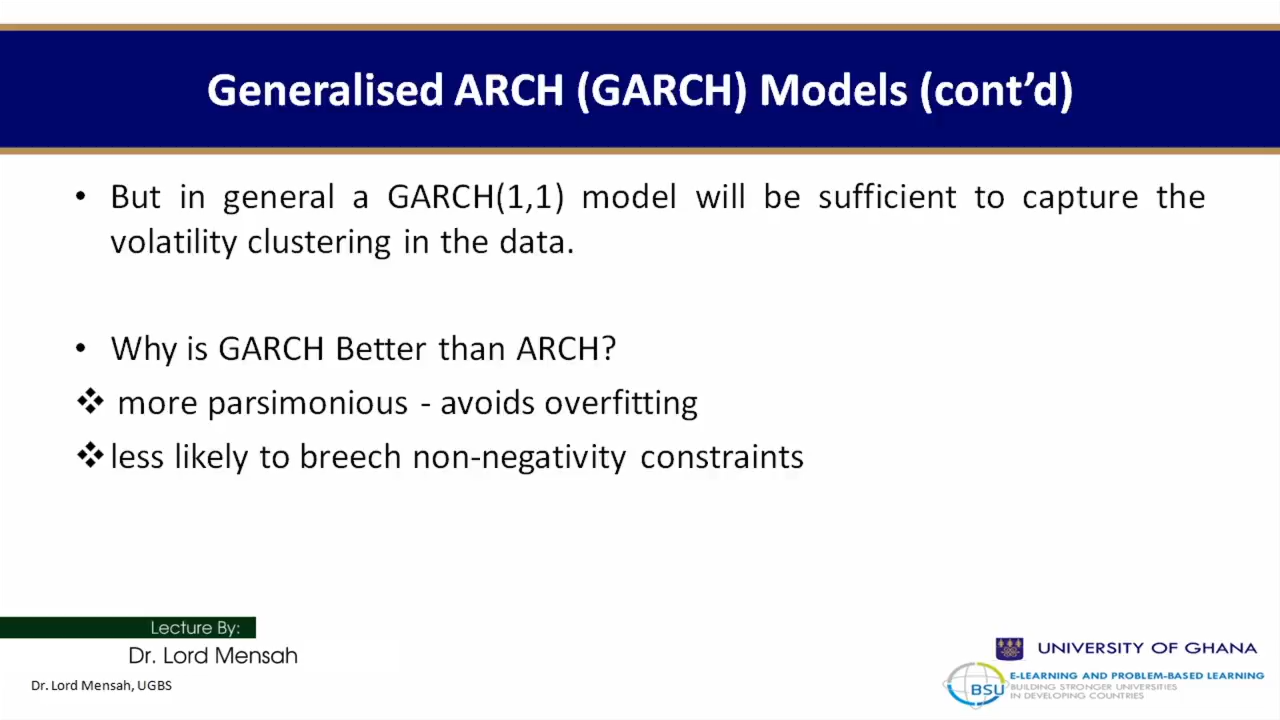 Generalised ARCH (GARCH) Models (cont’d)
• But in general a GARCH(1,1) model will be sufficient to capture the
volatility clustering in the data.
• Why is GARCH Better than ARCH?
❖ more parsimonious - avoids overfitting
❖ less likely to breech non-negativity constraints
Lecture By:
Dr. Lord Mensah
Dr. Lord Mensah, UGBS
UNIVERSITY OF GHANA
BSU
E-LEARNING AND PROBLEM-BASED LEARNING
BUILDING STRONGER UNIVERSITIES
IN DEVELOPING COUNTRIES